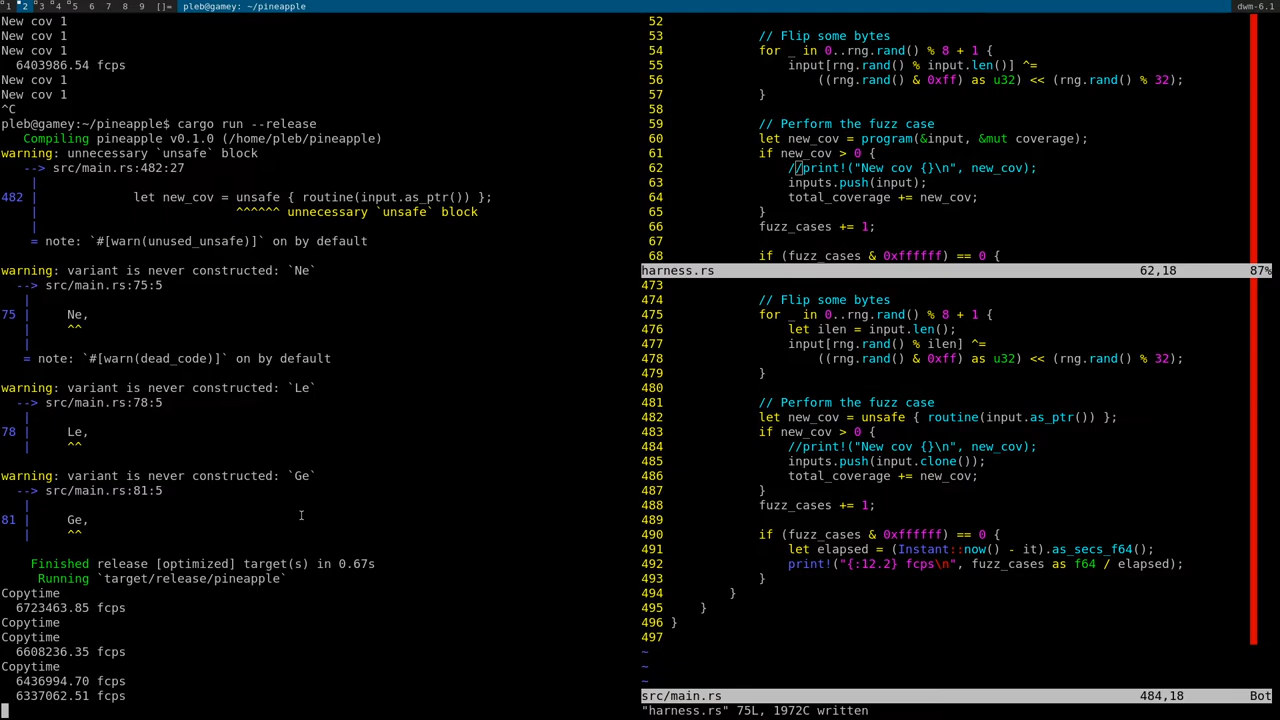 1 2 3 4 5 6 7 8 9 []= pleb@gamey: ~/pineapple dwm-6.1
New cov 1
New cov 1
New cov 1
  6403986.54 fcps
New cov 1
New cov 1
^C
pleb@gamey:~/pineapple$ cargo run --release
   Compiling pineapple v0.1.0 (/home/pleb/pineapple)
warning: unnecessary `unsafe` block
   --> src/main.rs:482:27
    |
482 |             let new_cov = unsafe { routine(input.as_ptr()) };
    |                           ^^^^^^ unnecessary `unsafe` block
    |
    = note: `#[warn(unused_unsafe)]` on by default

warning: variant is never constructed: `Ne`
  --> src/main.rs:75:5
   |
75 |     Ne,
   |     ^^
   |
   = note: `#[warn(dead_code)]` on by default

warning: variant is never constructed: `Le`
  --> src/main.rs:78:5
   |
78 |     Le,
   |     ^^

warning: variant is never constructed: `Ge`
  --> src/main.rs:81:5
   |
81 |     Ge,
   |     ^^

    Finished release [optimized] target(s) in 0.67s
     Running `target/release/pineapple`
Copytime
  6723463.85 fcps
Copytime
Copytime
  6608236.35 fcps
Copytime
  6436994.70 fcps
  6337062.51 fcps
52
53             // Flip some bytes
54             for _ in 0..rng.rand() % 8 + 1 {
55                 input[rng.rand() % input.len()] ^=
56                     ((rng.rand() & 0xff) as u32) << (rng.rand() % 32);
57             }
58
59             // Perform the fuzz case
60             let new_cov = program(&input, &mut coverage);
61             if new_cov > 0 {
62                 //print!("New cov {}\n", new_cov);
63                 inputs.push(input);
64                 total_coverage += new_cov;
65             }
66             fuzz_cases += 1;
67
68             if (fuzz_cases & 0xffffff) == 0 {
harness.rs 62,18 87%
473
474             // Flip some bytes
475             for _ in 0..rng.rand() % 8 + 1 {
476                 let ilen = input.len();
477                 input[rng.rand() % ilen] ^=
478                     ((rng.rand() & 0xff) as u32) << (rng.rand() % 32);
479             }
480
481             // Perform the fuzz case
482             let new_cov = unsafe { routine(input.as_ptr()) };
483             if new_cov > 0 {
484                 //print!("New cov {}\n", new_cov);
485                 inputs.push(input.clone());
486                 total_coverage += new_cov;
487             }
488             fuzz_cases += 1;
489
490             if (fuzz_cases & 0xffffff) == 0 {
491                 let elapsed = (Instant::now() - it).as_secs_f64();
492                 print!("{:12.2} fcps\n", fuzz_cases as f64 / elapsed);
493             }
494         }
495     }
496 }
497
~
~
~
src/main.rs 484,18 Bot
"harness.rs" 75L, 1972C written